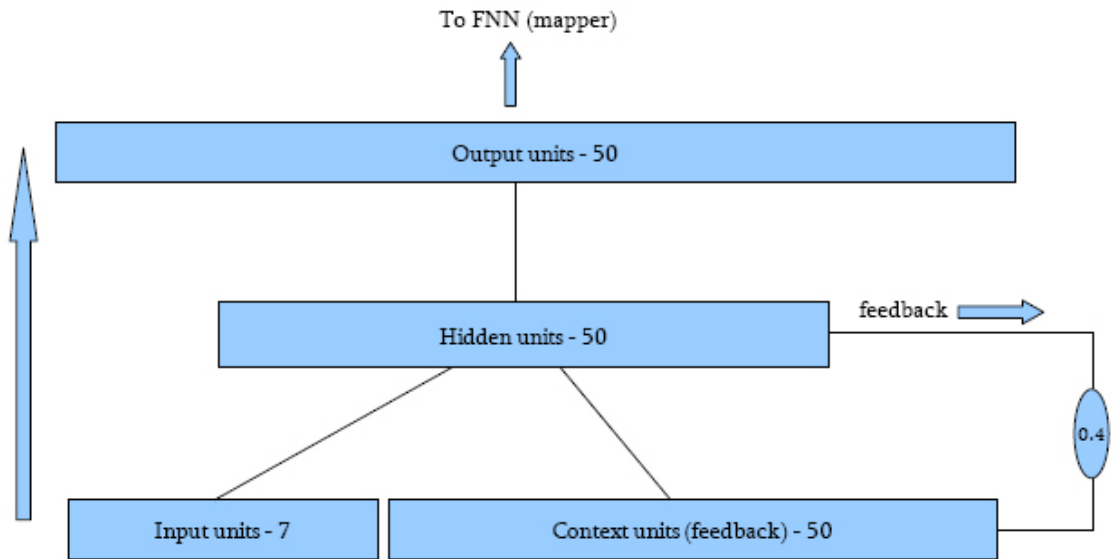 To FNN (mapper)
Output units - 50
feedback
Hidden units - 50
0.4
Input units - 7
Context units (feedback) - 50